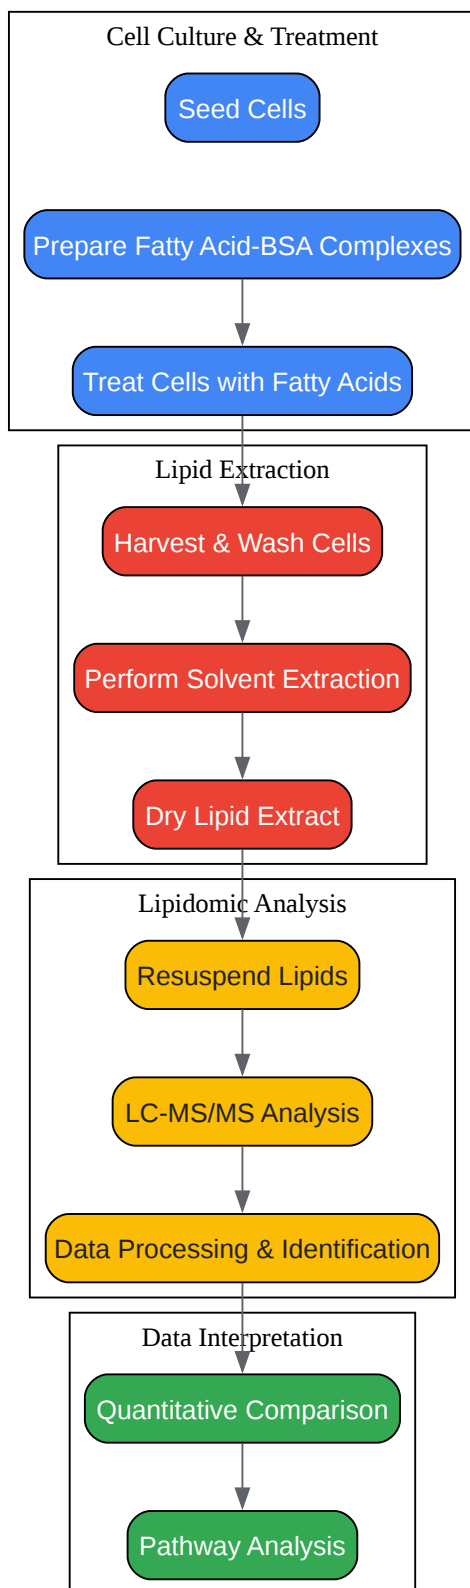 Cell Culture & Treatment
Seed Cells
Prepare Fatty Acid-BSA Complexes
Treat Cells with Fatty Acids
Lipid Extraction
Harvest & Wash Cells
Perform Solvent Extraction
Dry Lipid Extract
Lipidomic Analysis
Resuspend Lipids
LC-MS/MS Analysis
Data Processing & Identification
Data Interpretation
Quantitative Comparison
Pathway Analysis